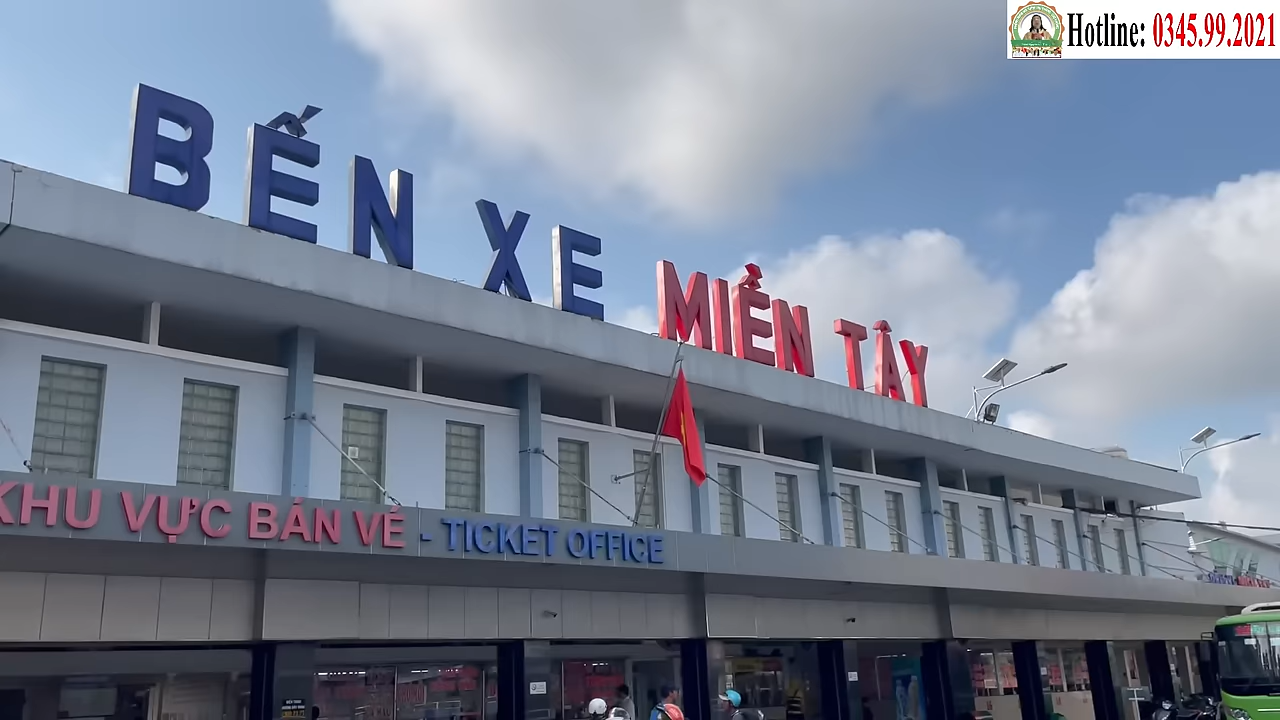 Hotline: 0345.99.2021
BẾN XE MIỀN TÂY
KHU VỰC BÁN VÉ - TICKET OFFICE